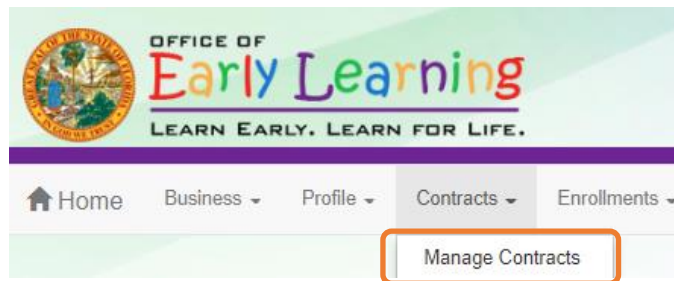 OFFICE OF
Early Learning
LEARN EARLY. LEARN FOR LIFE.
Home Business Profile Contracts Enrollments
Manage Contracts